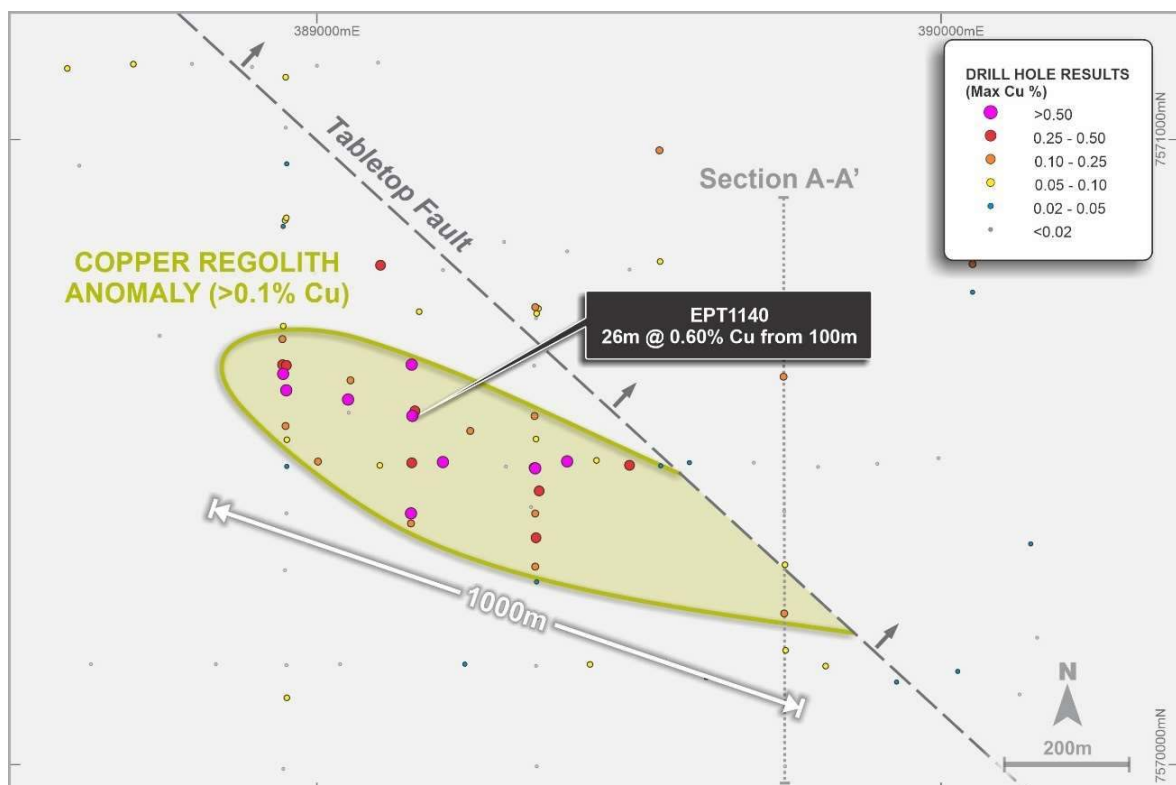 389000mE
390000mE
7571000mN
7570000mN
DRILL HOLE RESULTS
(Max Cu %)
>0.50
0.25 - 0.50
0.10 - 0.25
0.05 - 0.10
0.02 - 0.05
<0.02
Tabletop Fault
Section A-A’
COPPER REGOLITH
ANOMALY (>0.1% Cu)
EPT1140
26m @ 0.60% Cu from 100m
1000m
N
200m